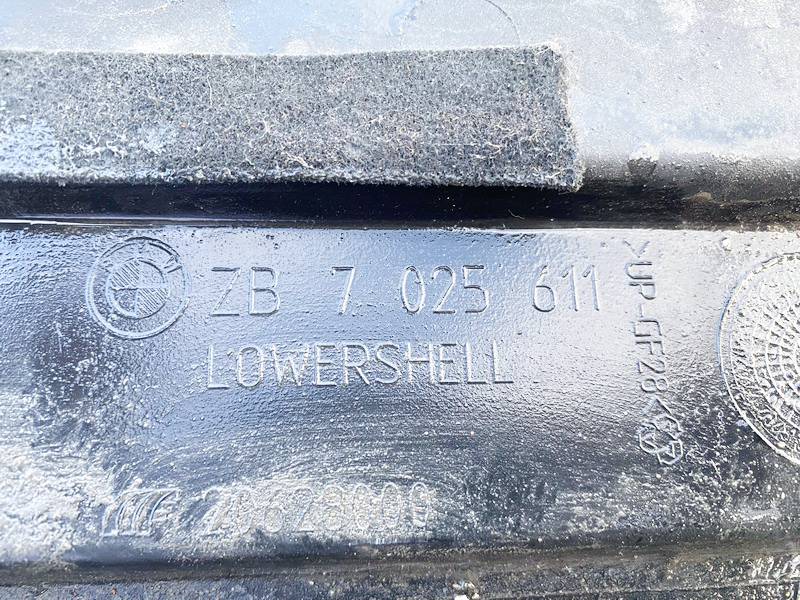 ZB 7 025 611
LOWERSHELL
>UP-GF28<
20628000